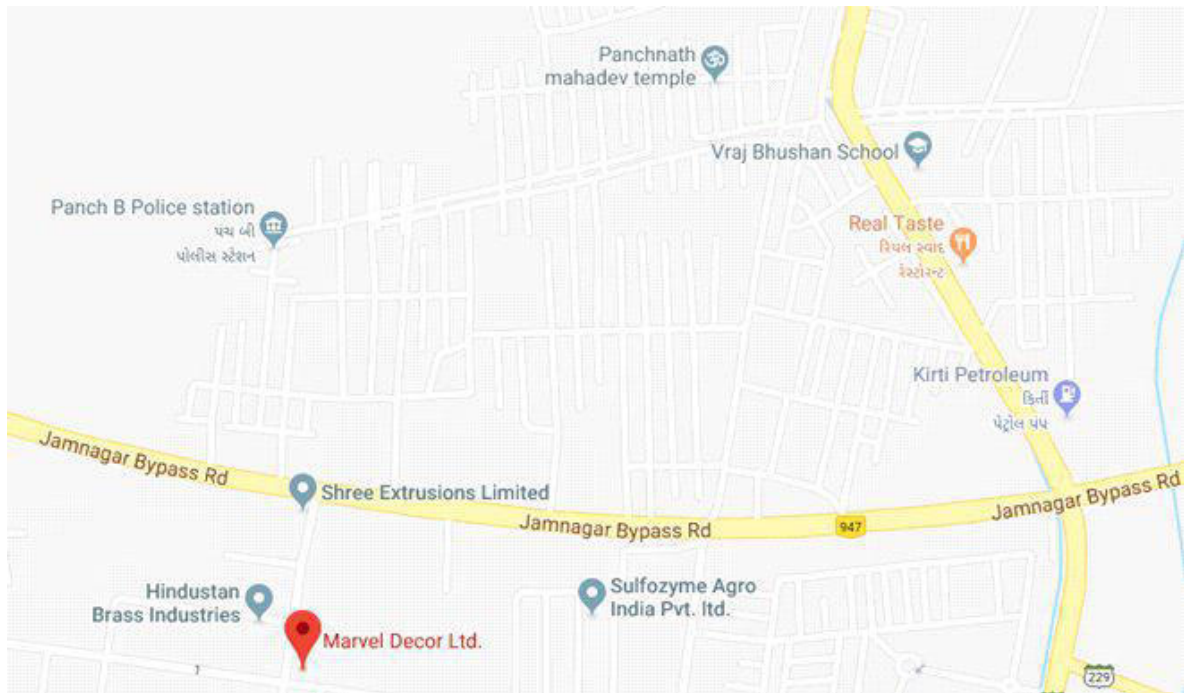 Panchnath
mahadev temple
Vraj Bhushan School
Panch B Police station
પંચ બી
પોલીસ સ્ટેશન
Real Taste
રિયલ સ્વાદ
રેસ્ટોરન્ટ
Kirti Petroleum
કિર્તી
પેટ્રોલ પંપ
Jamnagar Bypass Rd
Shree Extrusions Limited
Jamnagar Bypass Rd
947
Jamnagar Bypass Rd
Hindustan
Brass Industries
Sulfozyme Agro
India Pvt. ltd.
Marvel Decor Ltd.
229